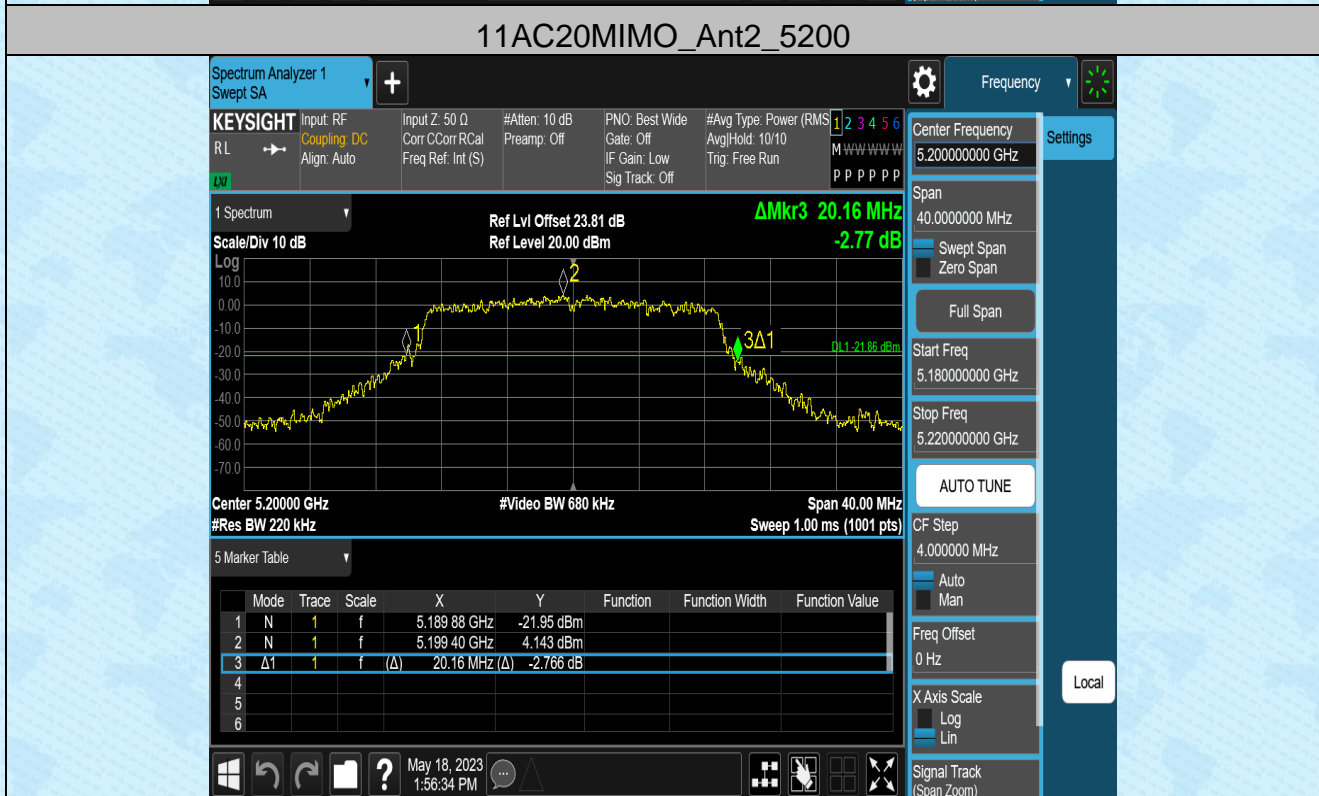 11AC20MIMO_Ant2_5200
Spectrum Analyzer 1
Swept SA
Frequency
KEYSIGHT
RL
LXI
Input: RF
Coupling: DC
Align: Auto
Input Z: 50 Ω
Corr CCorr RCal
Freq Ref: Int (S)
#Atten: 10 dB
Preamp: Off
PNO: Best Wide
Gate: Off
IF Gain: Low
Sig Track: Off
#Avg Type: Power (RMS
Avg|Hold: 10/10
Trig: Free Run
1 2 3 4 5 6
M W W W W W
P P P P P P
1 Spectrum
Scale/Div 10 dB
Ref Lvl Offset 23.81 dB
Ref Level 20.00 dBm
ΔMkr3 20.16 MHz
-2.77 dB
Log
10.0
0.00
-10.0
-20.0
-30.0
-40.0
-50.0
-60.0
-70.0
1
2
3Δ1
DL1 -21.86 dBm
Center 5.20000 GHz
#Video BW 680 kHz
Span 40.00 MHz
#Res BW 220 kHz
Sweep 1.00 ms (1001 pts)
5 Marker Table
Mode Trace Scale X Y Function Function Width Function Value
1 N 1 f 5.189 88 GHz -21.95 dBm
2 N 1 f 5.199 40 GHz 4.143 dBm
3 Δ1 1 f (Δ) 20.16 MHz (Δ) -2.766 dB
4
5
6
May 18, 2023
1:56:34 PM
Center Frequency
5.200000000 GHz
Settings
Span
40.0000000 MHz
Swept Span
Zero Span
Full Span
Start Freq
5.180000000 GHz
Stop Freq
5.220000000 GHz
AUTO TUNE
CF Step
4.000000 MHz
Auto
Man
Freq Offset
0 Hz
X Axis Scale
Log
Lin
Local
Signal Track
(Span Zoom)